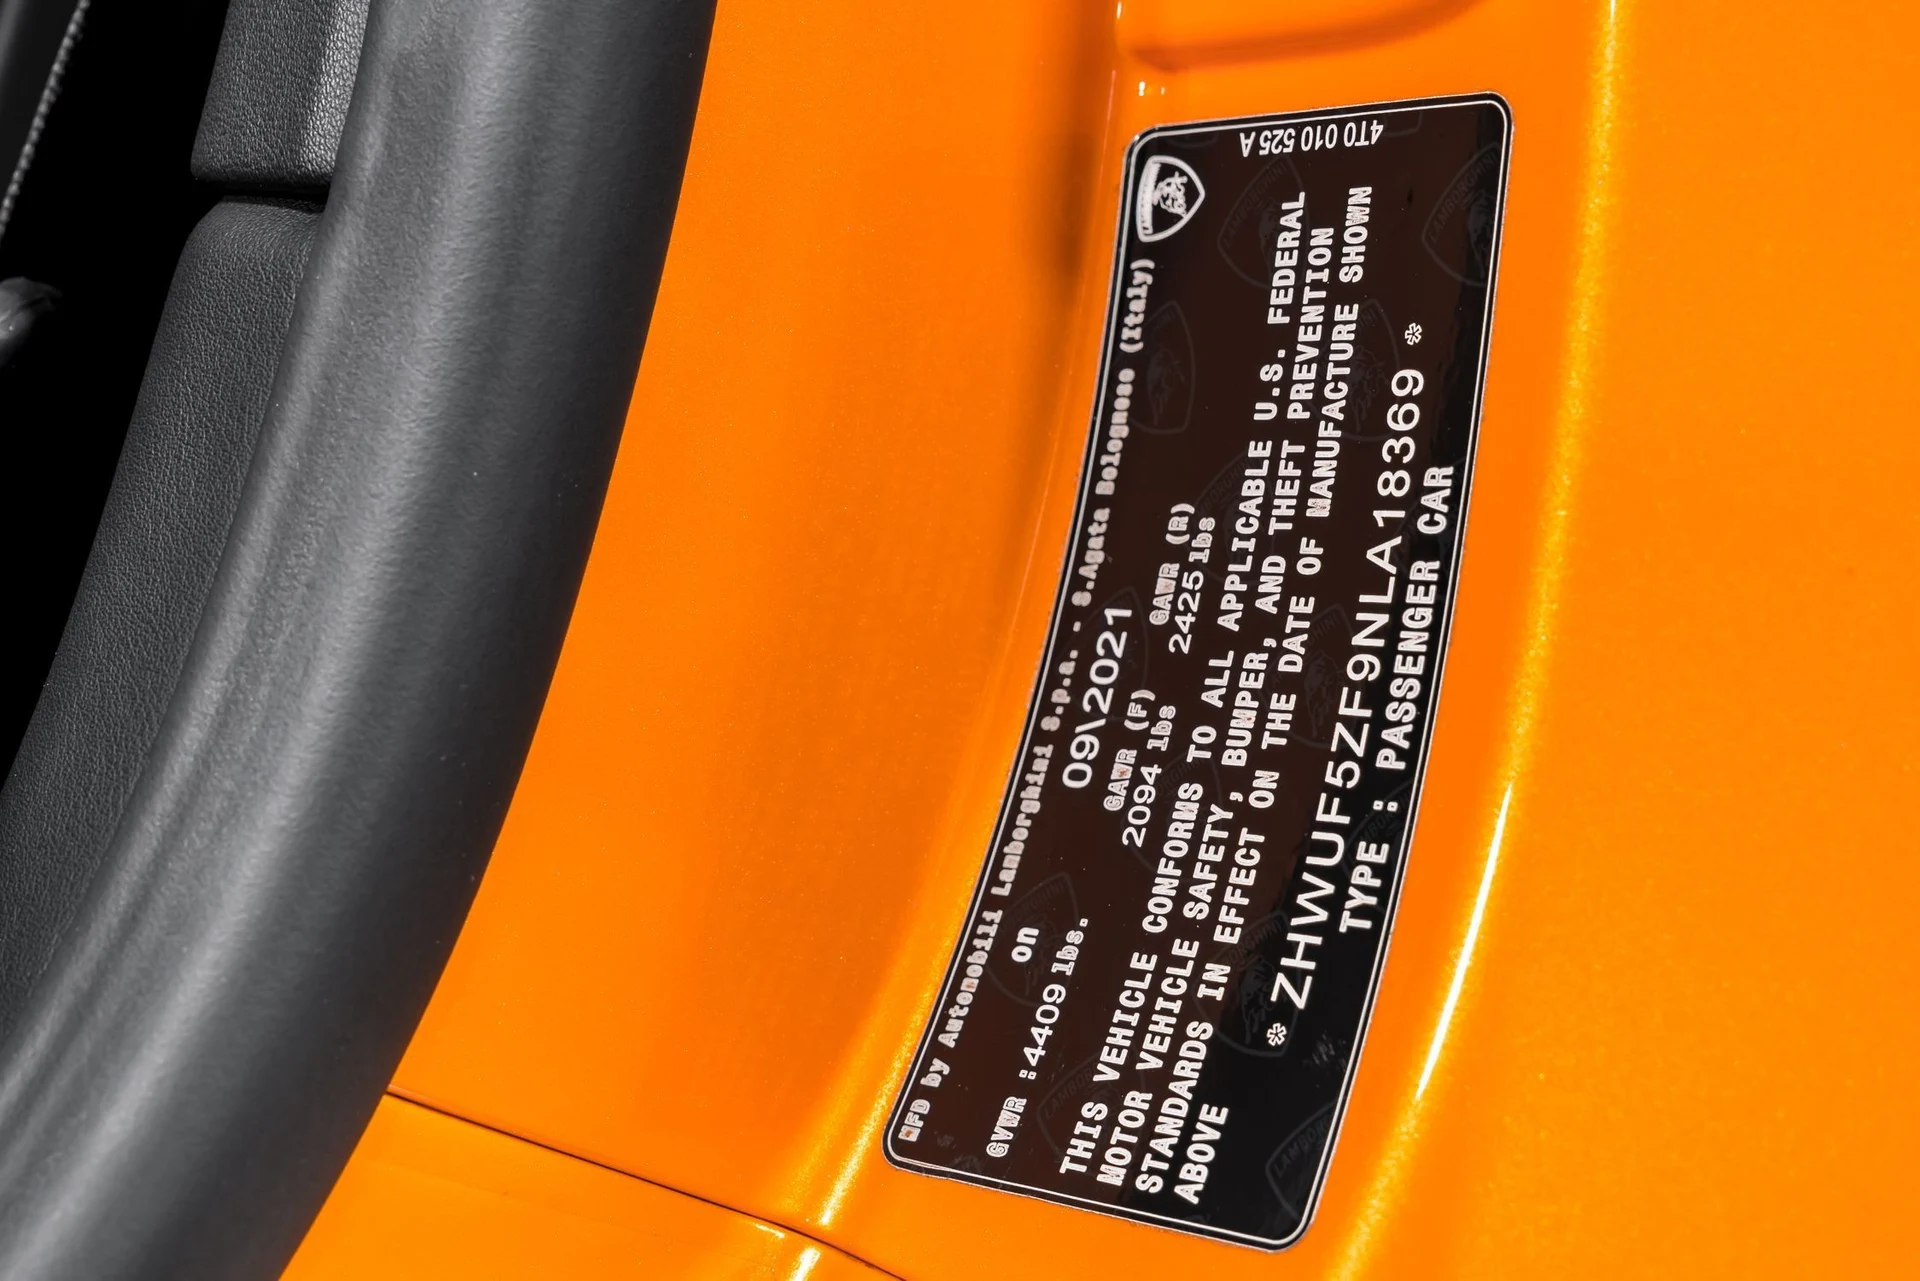 4T0 010 525 A
MFD by Automobili Lamborghini S.p.a. - S.Agata Bolognese (Italy)
on 09\2021
GAWR (F) GAWR (R)
GVWR :4409 lbs. 2094 lbs 2425 lbs
THIS VEHICLE CONFORMS TO ALL APPLICABLE U.S. FEDERAL
MOTOR VEHICLE SAFETY, BUMPER, AND THEFT PREVENTION
STANDARDS IN EFFECT ON THE DATE OF MANUFACTURE SHOWN
ABOVE
* ZHWUF5ZF9NLA18369 *
TYPE : PASSENGER CAR